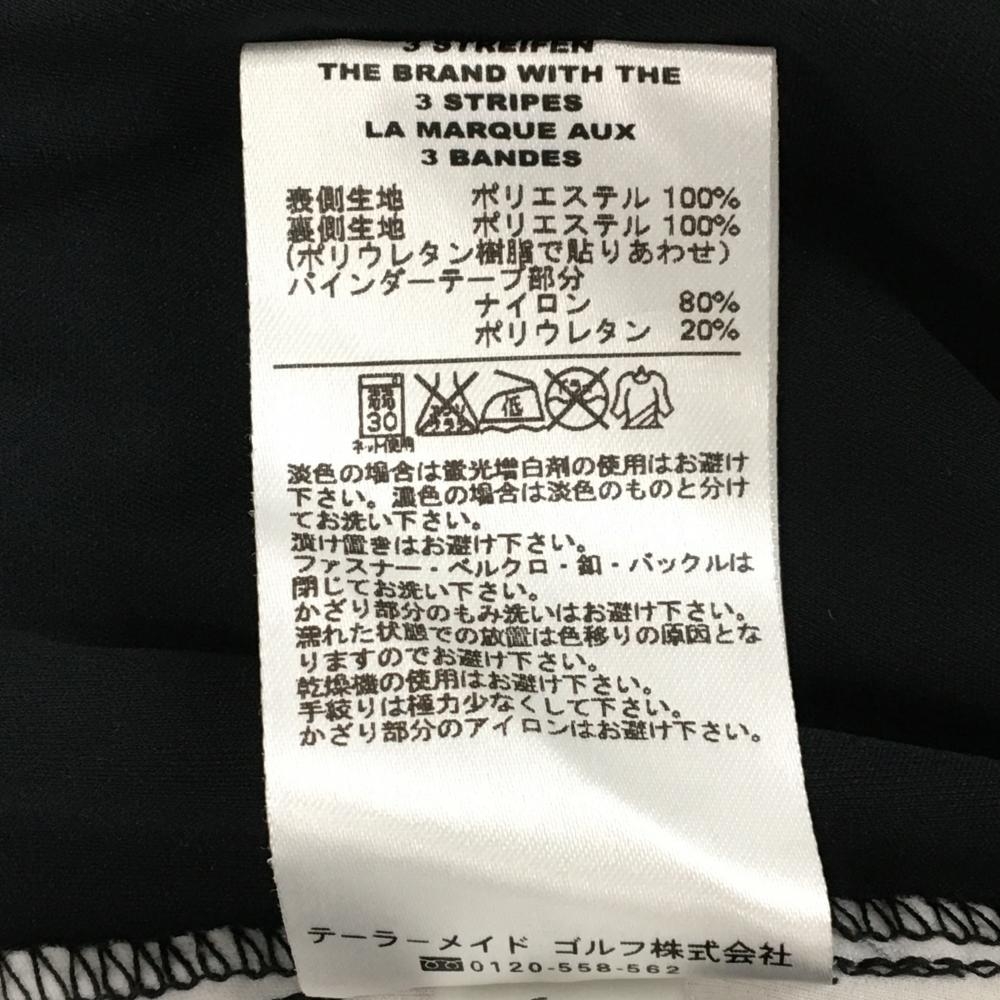 3 STREIFEN
THE BRAND WITH THE
3 STRIPES
LA MARQUE AUX
3 BANDES
表側生地 ポリエステル 100%
裏側生地 ポリエステル 100%
(ポリウレタン樹脂で貼りあわせ)
バインダーテープ部分
ナイロン 80%
ポリウレタン 20%
30 低
ネット使用
淡色の場合は蛍光増白剤の使用はお避け
下さい。濃色の場合は淡色のものと分け
てお洗い下さい。
漬け置きはお避け下さい。
ファスナー・ベルクロ・釦・バックルは
閉じてお洗い下さい。
かざり部分のもみ洗いはお避け下さい。
濡れた状態での放置は色移りの原因とな
りますのでお避け下さい。
乾燥機の使用はお避け下さい。
手絞りは極力少なくして下さい。
かざり部分のアイロンはお避け下さい。
テーラーメイド ゴルフ株式会社
0120-558-562